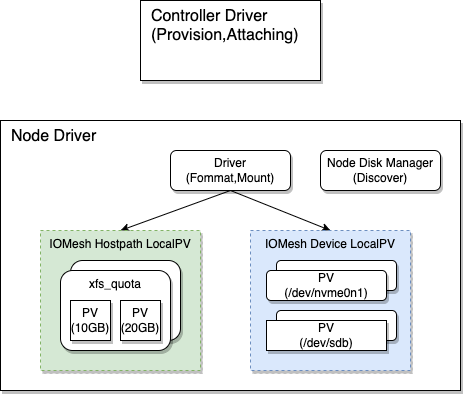 Controller Driver
(Provision,Attaching)
Node Driver
Driver
(Fommat,Mount)
Node Disk Manager
(Discover)
IOMesh Hostpath LocalPV
IOMesh Device LocalPV
xfs_quota
PV
(10GB)
PV
(20GB)
PV
(/dev/nvme0n1)
PV
(/dev/sdb)